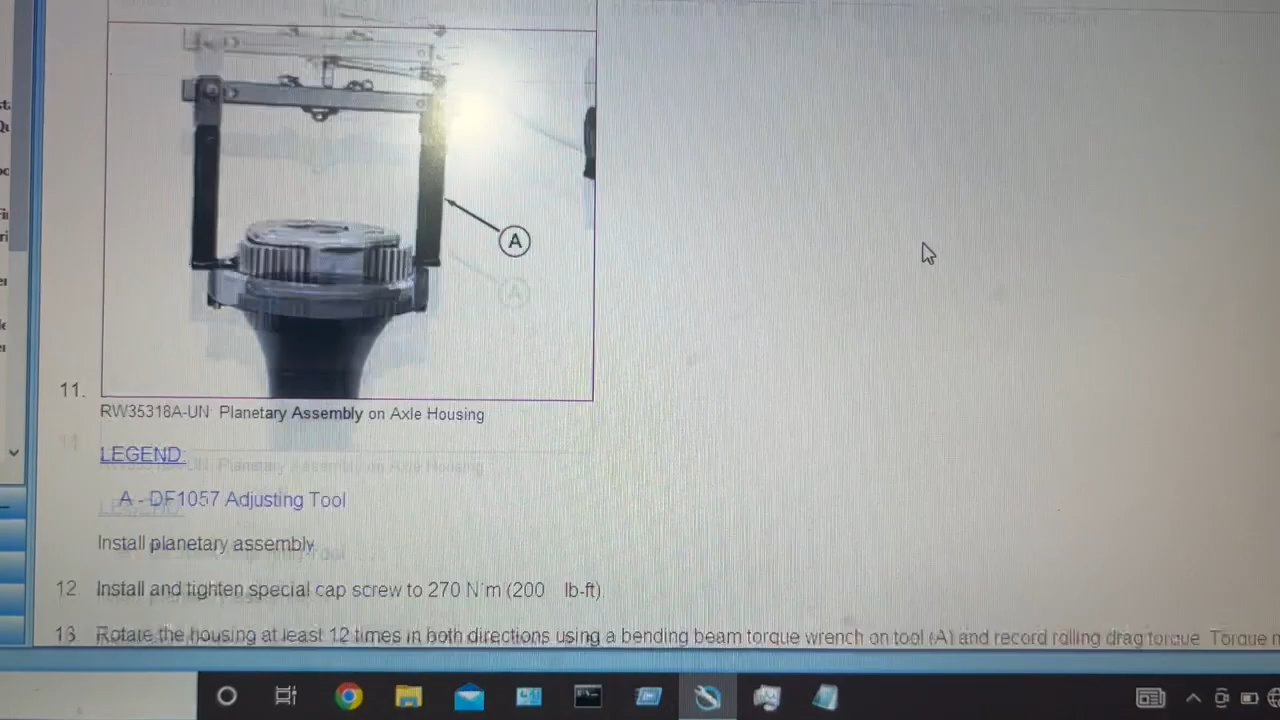 A
11.
RW35318A-UN Planetary Assembly on Axle Housing
LEGEND:
A - DF1057 Adjusting Tool
Install planetary assembly
12. Install and tighten special cap screw to 270 N·m (200 lb-ft)
13. Rotate the housing at least 12 times in both directions using a bending beam torque wrench on tool (A) and record rolling drag torque Torque